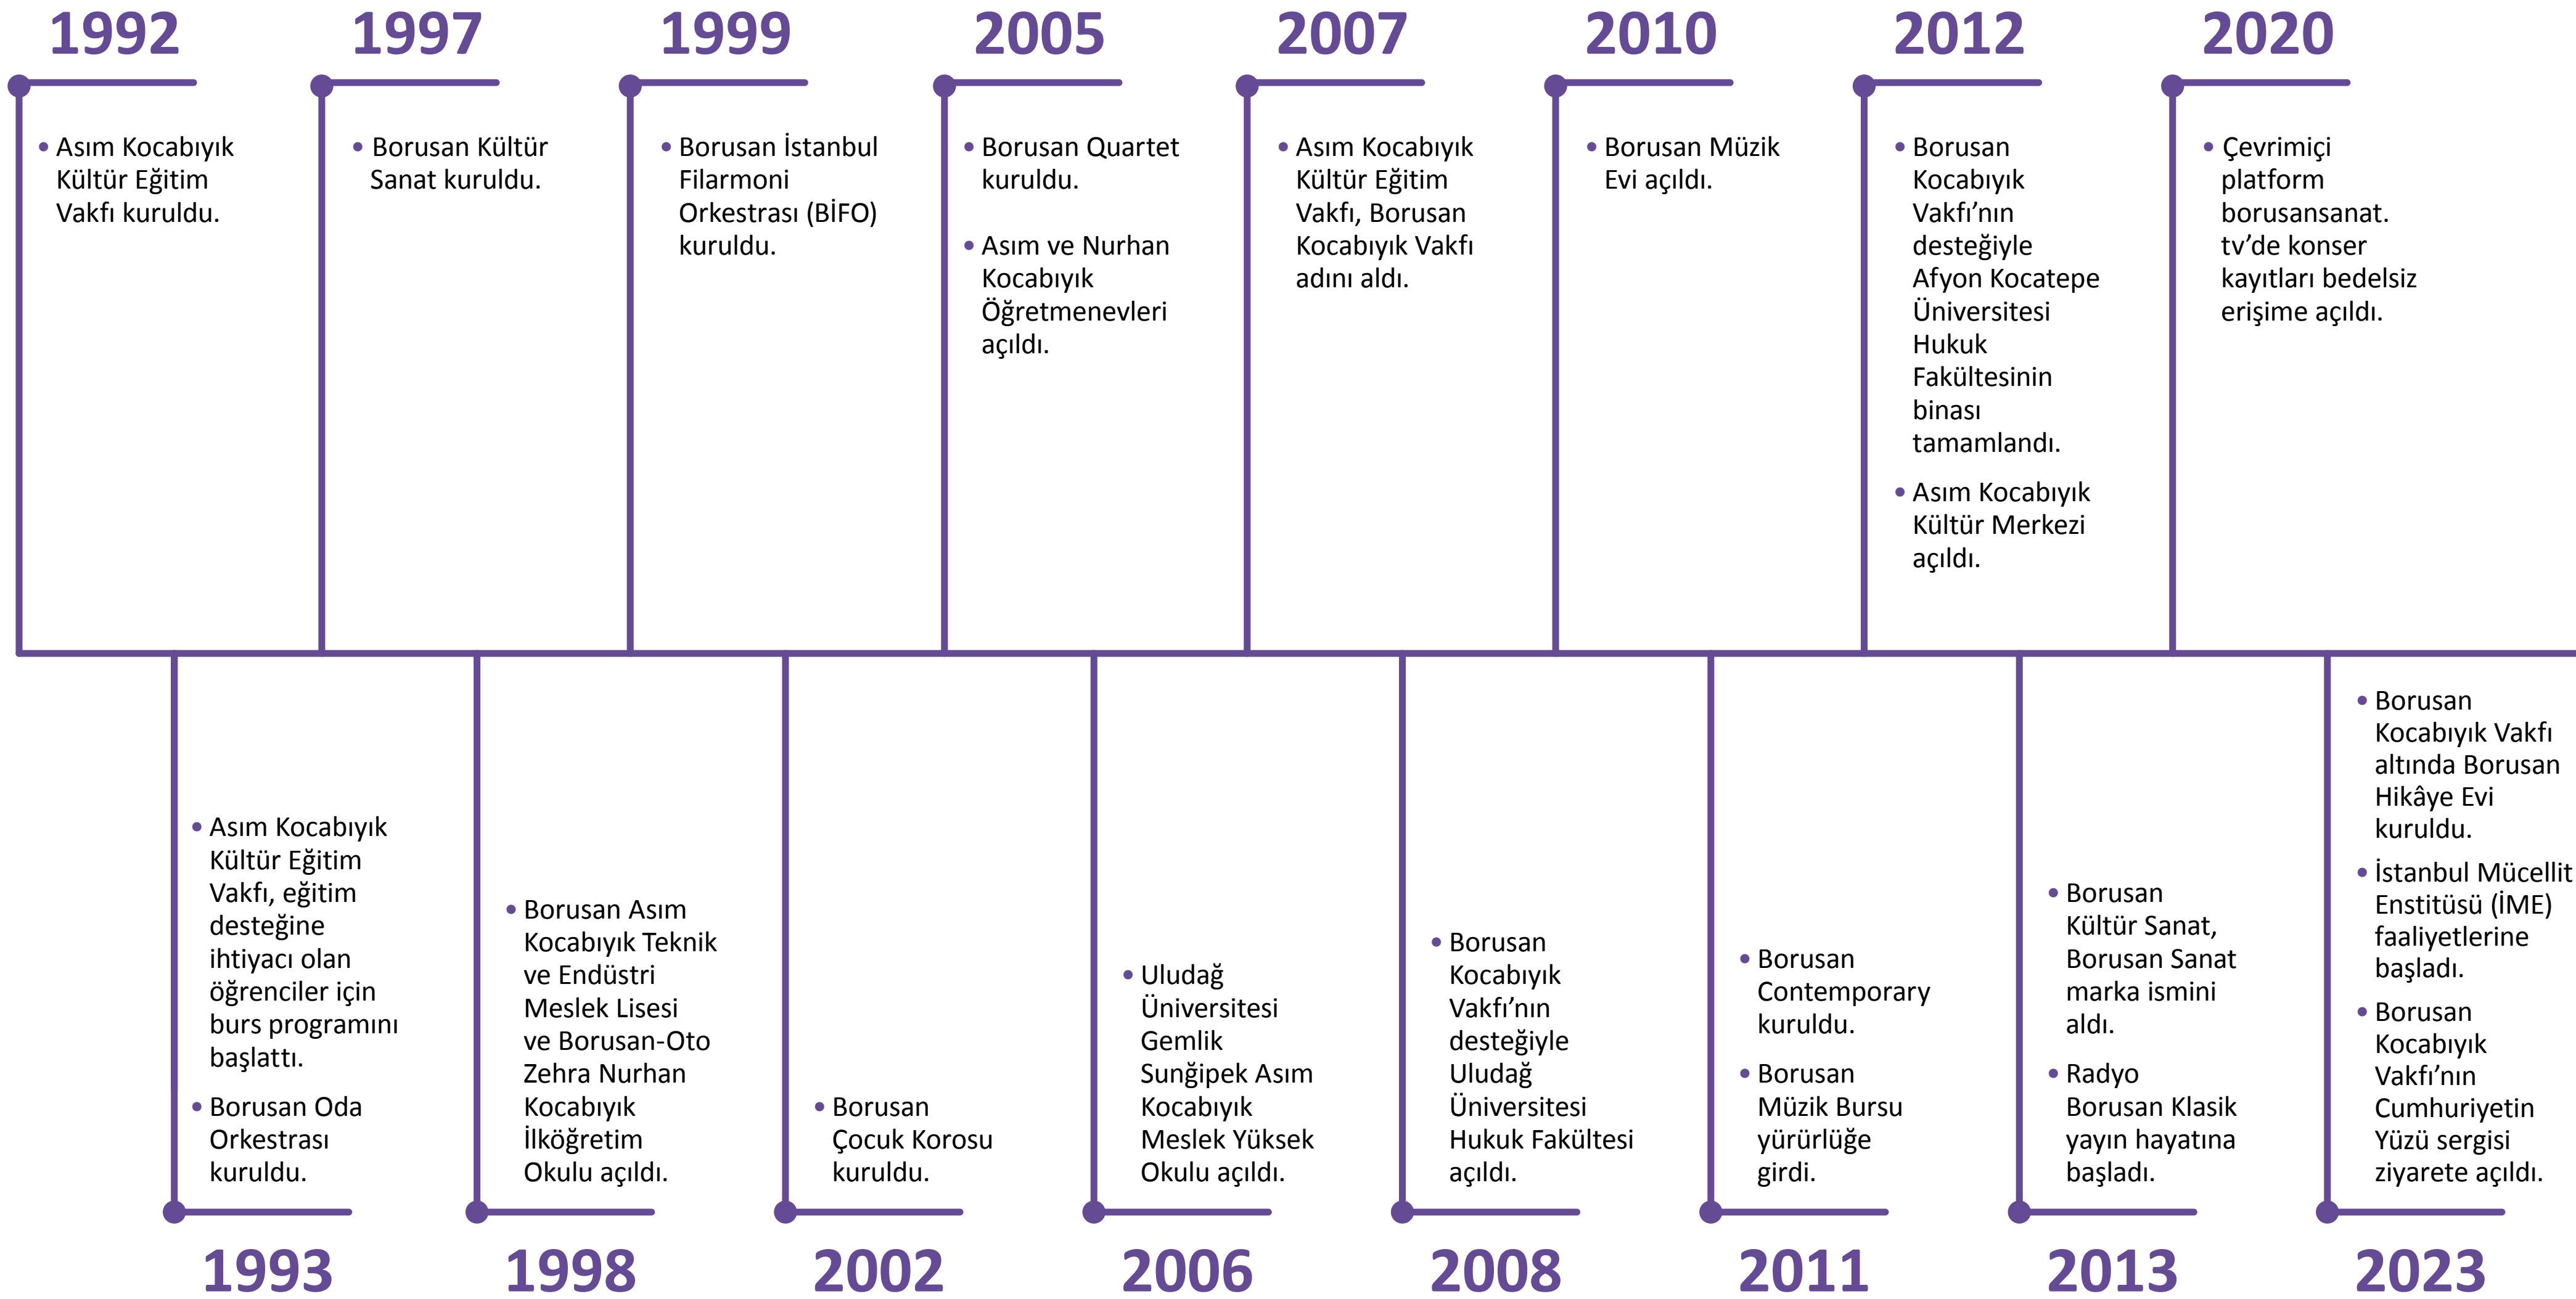 1992
• Asım Kocabıyık
Kültür Eğitim
Vakfı kuruldu.
1997
• Borusan Kültür
Sanat kuruldu.
1999
• Borusan İstanbul
Filarmoni
Orkestrası (BİFO)
kuruldu.
2005
• Borusan Quartet
kuruldu.
• Asım ve Nurhan
Kocabıyık
Öğretmenevleri
açıldı.
2007
• Asım Kocabıyık
Kültür Eğitim
Vakfı, Borusan
Kocabıyık Vakfı
adını aldı.
2010
• Borusan Müzik
Evi açıldı.
2012
• Borusan
Kocabıyık
Vakfı’nın
desteğiyle
Afyon Kocatepe
Üniversitesi
Hukuk
Fakültesinin
binası
tamamlandı.
• Asım Kocabıyık
Kültür Merkezi
açıldı.
2020
• Çevrimiçi
platform
borusansanat.
tv’de konser
kayıtları bedelsiz
erişime açıldı.
• Asım Kocabıyık
Kültür Eğitim
Vakfı, eğitim
desteğine
ihtiyacı olan
öğrenciler için
burs programını
başlattı.
• Borusan Oda
Orkestrası
kuruldu.
1993
• Borusan Asım
Kocabıyık Teknik
ve Endüstri
Meslek Lisesi
ve Borusan-Oto
Zehra Nurhan
Kocabıyık
İlköğretim
Okulu açıldı.
1998
• Borusan
Çocuk Korosu
kuruldu.
2002
• Uludağ
Üniversitesi
Gemlik
Sunğipek Asım
Kocabıyık
Meslek Yüksek
Okulu açıldı.
2006
• Borusan
Kocabıyık
Vakfı’nın
desteğiyle
Uludağ
Üniversitesi
Hukuk Fakültesi
açıldı.
2008
• Borusan
Contemporary
kuruldu.
• Borusan
Müzik Bursu
yürürlüğe
girdi.
2011
• Borusan
Kültür Sanat,
Borusan Sanat
marka ismini
aldı.
• Radyo
Borusan Klasik
yayın hayatına
başladı.
2013
• Borusan
Kocabıyık Vakfı
altında Borusan
Hikâye Evi
kuruldu.
• İstanbul Mücellit
Enstitüsü (İME)
faaliyetlerine
başladı.
• Borusan
Kocabıyık
Vakfı’nın
Cumhuriyetin
Yüzü sergisi
ziyarete açıldı.
2023